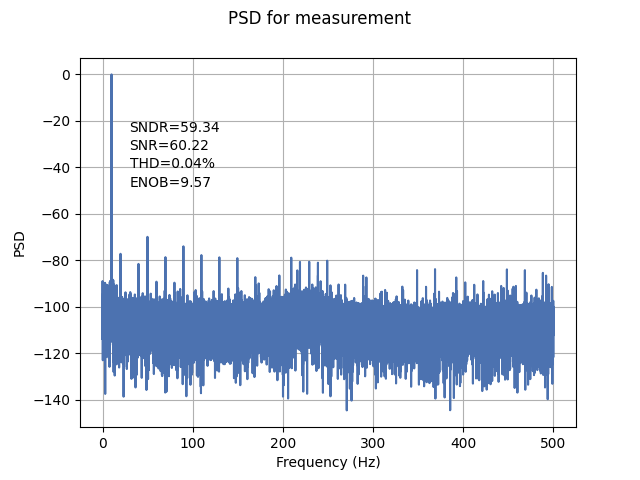 PSD for measurement
0
−20
−40
−60
−80
−100
−120
−140
PSD
SNDR=59.34
SNR=60.22
THD=0.04%
ENOB=9.57
0 100 200 300 400 500
Frequency (Hz)